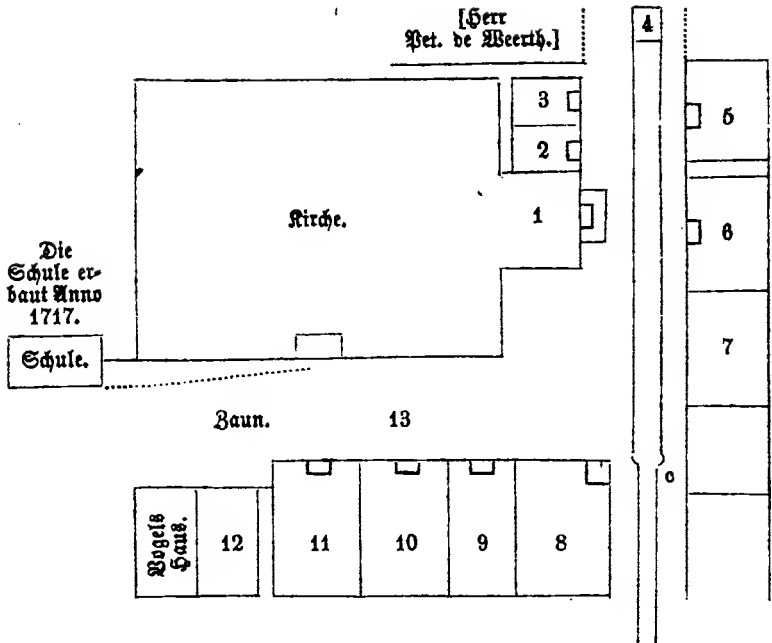 [Herr
Pet. de Weerth.]
4
3
5
2
Kirche.
1
6
Die
Schule er-
baut Anno
1717.
Schule.
7
Zaun.
13
c
Vogels
Haus.
12
11
10
9
8